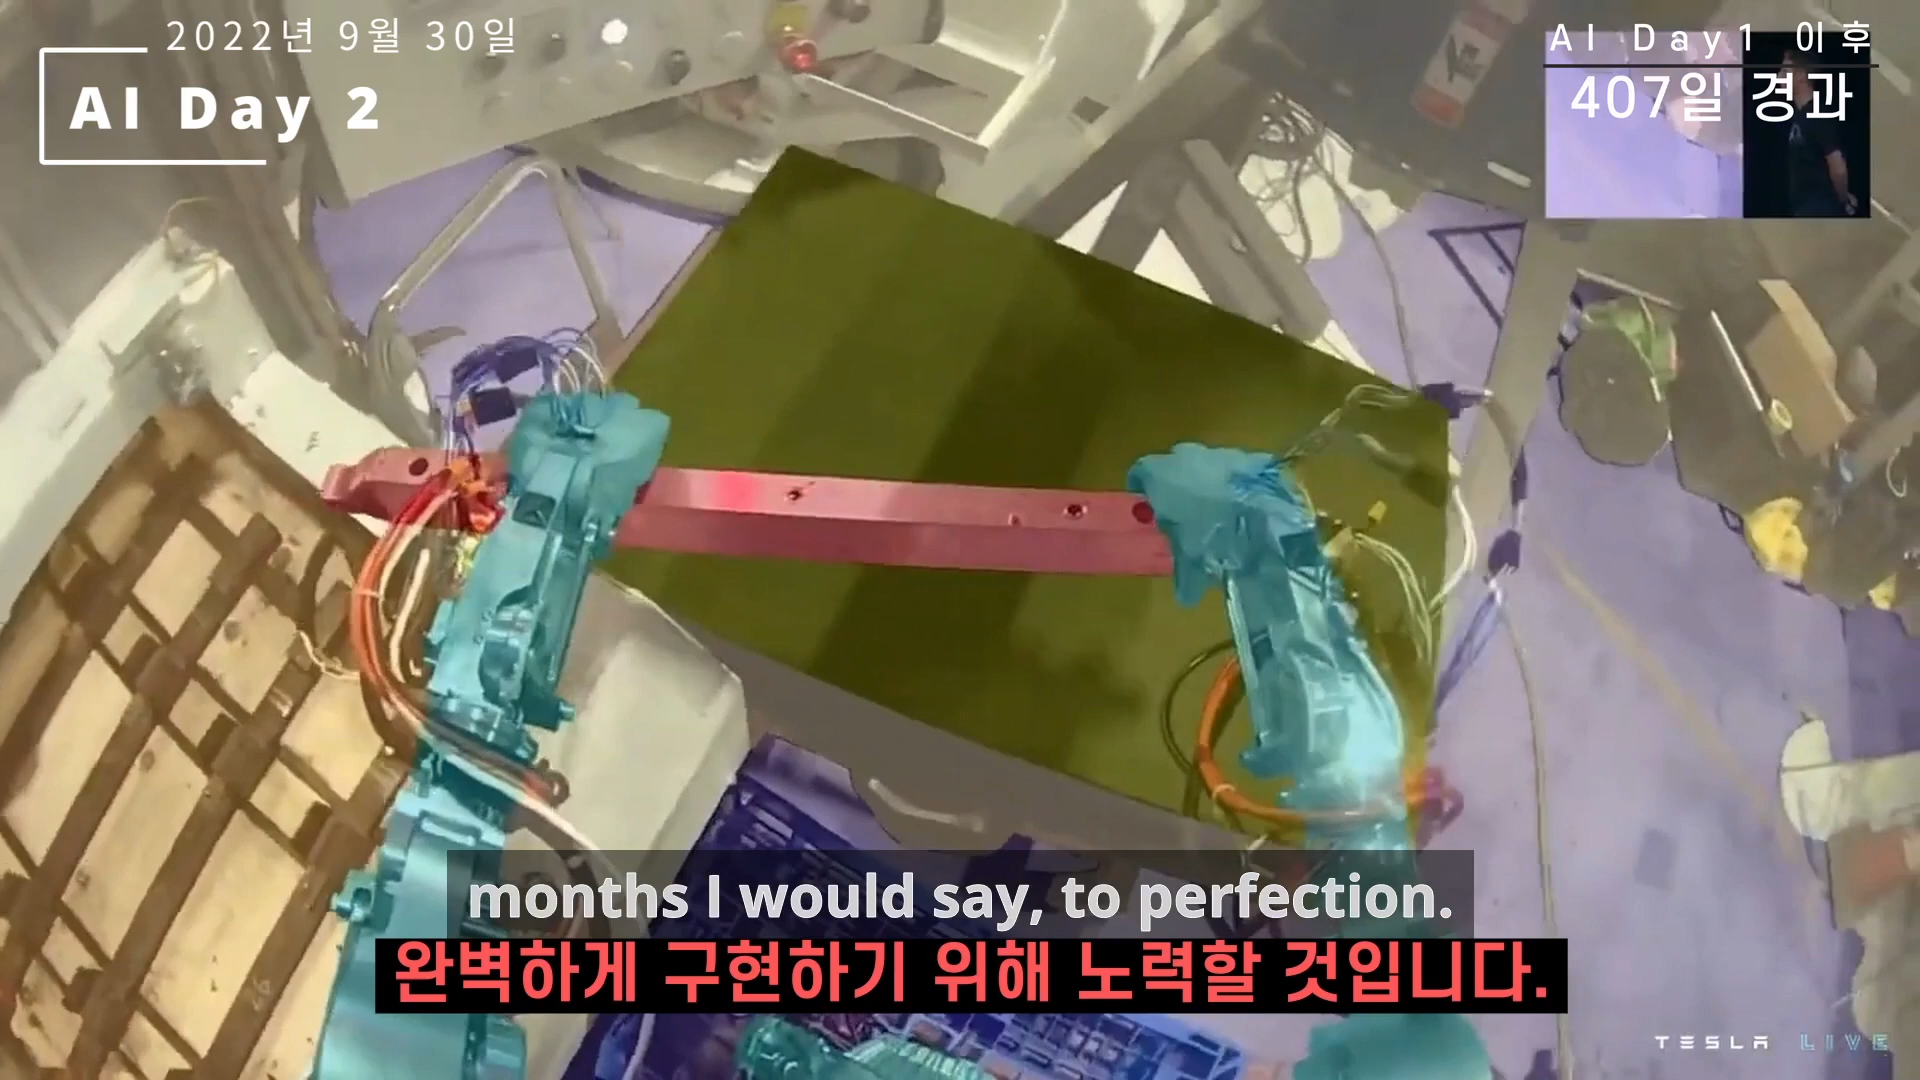 2022년 9월 30일
AI Day 2
AI Day1 이후
407일 경과
months I would say, to perfection.
완벽하게 구현하기 위해 노력할 것입니다.
TESLA LIVE